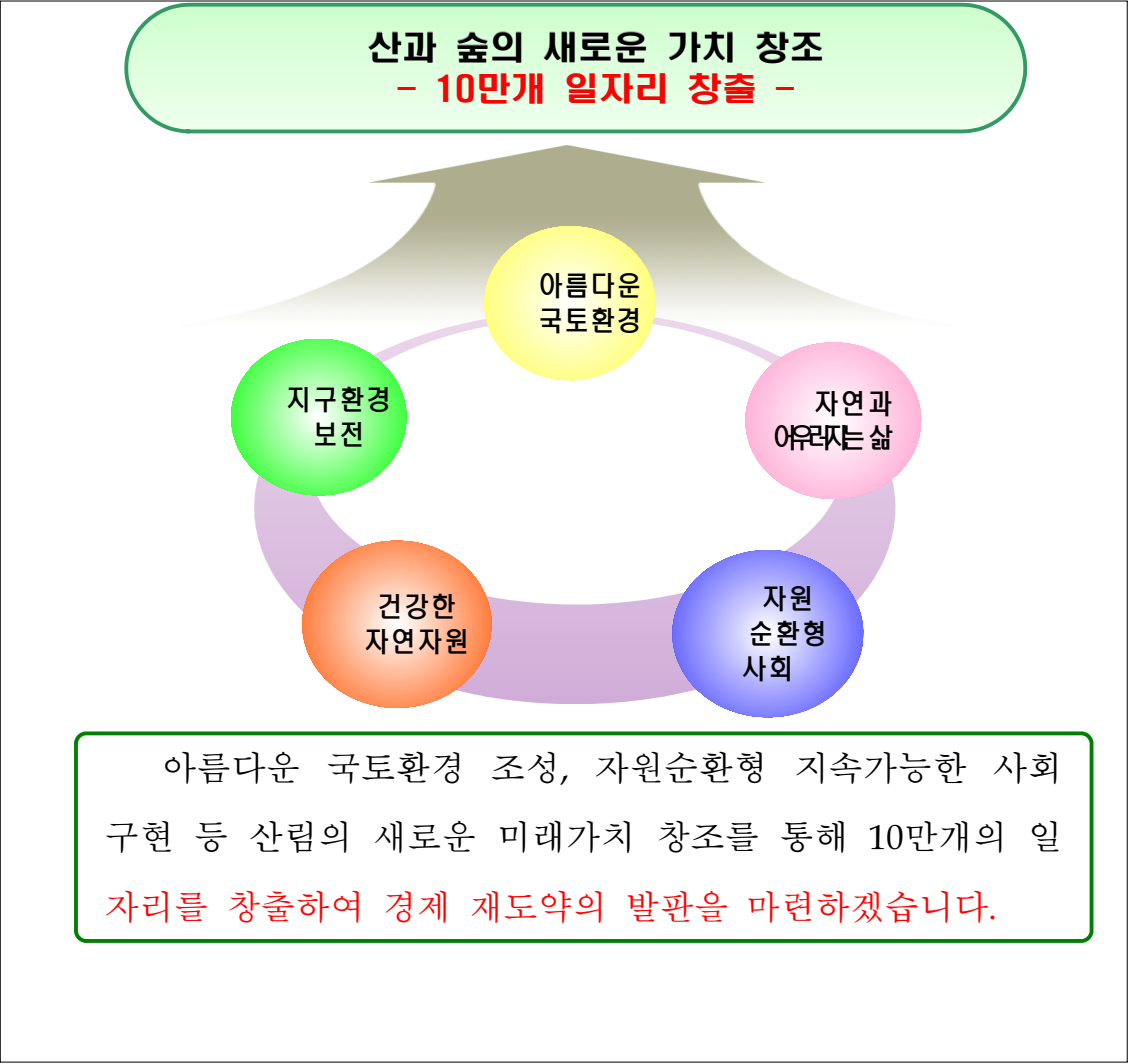 산과 숲의 새로운 가치 창조
- 10만개 일자리 창출 -
아름다운
국토환경
지구환경
보전
자연과
어우러지는 삶
건강한
자연자원
자원
순환형
사회
아름다운 국토환경 조성, 자원순환형 지속가능한 사회
구현 등 산림의 새로운 미래가치 창조를 통해 10만개의 일
자리를 창출하여 경제 재도약의 발판을 마련하겠습니다.